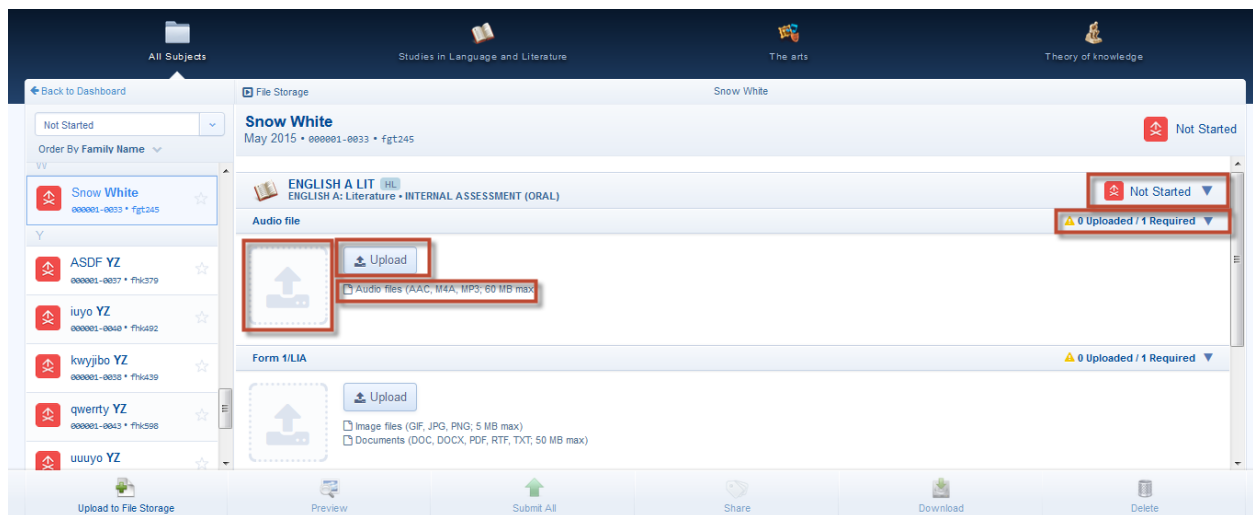 All Subjects
Studies in Language and Literature
The arts
Theory of knowledge
Back to Dashboard
File Storage
Snow White
Not Started
Order By Family Name
W
Snow White
000001-0033 • fgt245
Y
ASDF YZ
000001-0037 • fhk379
iuyo YZ
000001-0040 • fhk492
kwyjibo YZ
000001-0038 • fhk439
qwerrty YZ
000001-0043 • fhk598
uuuyo YZ
Snow White
May 2015 • 000001-0033 • fgt245
Not Started
ENGLISH A LIT HL
ENGLISH A: Literature • INTERNAL ASSESSMENT (ORAL)
Not Started
Audio file
0 Uploaded / 1 Required
Upload
Audio files (AAC, M4A, MP3; 60 MB max)
Form 1/LIA
0 Uploaded / 1 Required
Upload
Image files (GIF, JPG, PNG; 5 MB max)
Documents (DOC, DOCX, PDF, RTF, TXT; 50 MB max)
Upload to File Storage
Preview
Submit All
Share
Download
Delete